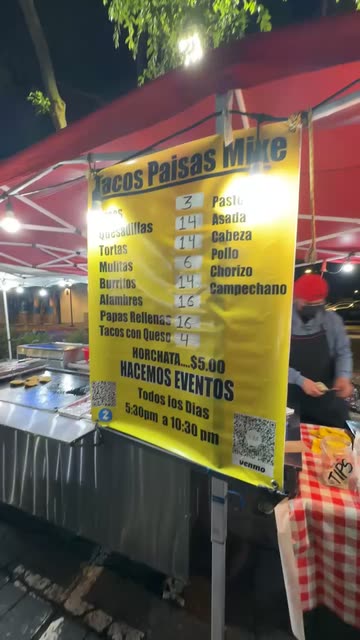 Tacos Paisas Mike
3 Pastor
Quesadillas 14 Asada
Tortas 14 Cabeza
Mulitas 6 Pollo
Burritos 14 Chorizo
Alambres 16 Campechano
Papas Rellenas 16
Tacos con Queso 4
HORCHATA....$5.00
HACEMOS EVENTOS
Todos los Dias
5:30pm a 10:30 pm
venmo
TIPS